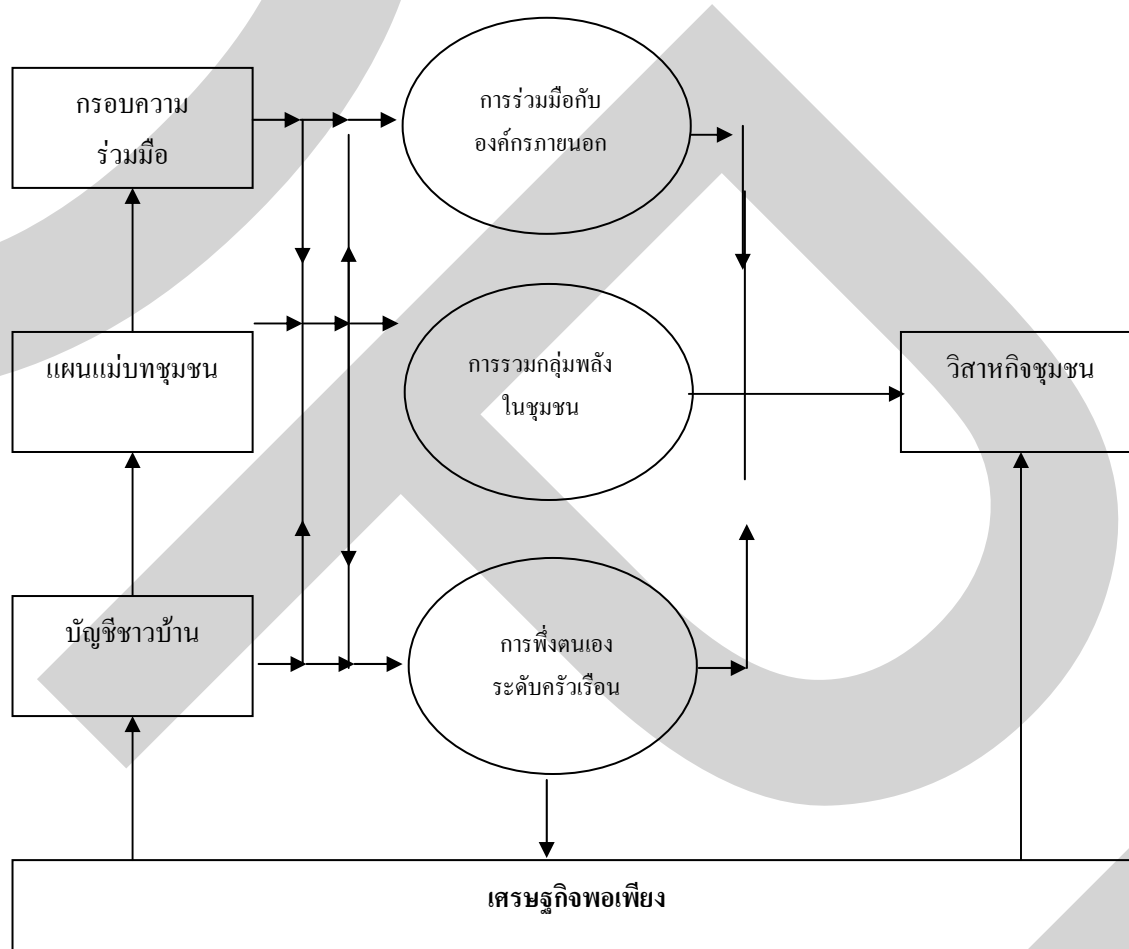 กรอบความ
ร่วมมือ
การร่วมมือกับ
องค์กรภายนอก
แผนแม่บทชุมชน
การรวมกลุ่มพลัง
ในชุมชน
วิสาหกิจชุมชน
บัญชีชาวบ้าน
การพึ่งตนเอง
ระดับครัวเรือน
เศรษฐกิจพอเพียง